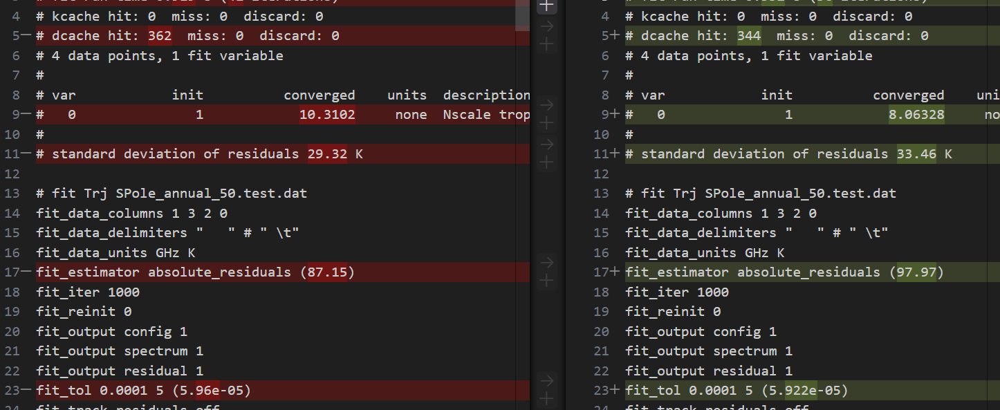 4 # kcache hit: 0 miss: 0 discard: 0
5— # dcache hit: 362 miss: 0 discard: 0
6 # 4 data points, 1 fit variable
7 #
8 # var init converged units description
9— # 0 1 10.3102 none Nscale trop
10 #
11— # standard deviation of residuals 29.32 K
12
13 # fit Trj SPole_annual_50.test.dat
14 fit_data_columns 1 3 2 0
15 fit_data_delimiters "   " # " \t"
16 fit_data_units GHz K
17— fit_estimator absolute_residuals (87.15)
18 fit_iter 1000
19 fit_reinit 0
20 fit_output config 1
21 fit_output spectrum 1
22 fit_output residual 1
23— fit_tol 0.0001 5 (5.96e-05)
24 fit_track_residuals off
4 # kcache hit: 0 miss: 0 discard: 0
5+ # dcache hit: 344 miss: 0 discard: 0
6 # 4 data points, 1 fit variable
7 #
8 # var init converged uni
9+ # 0 1 8.06328 no
10 #
11+ # standard deviation of residuals 33.46 K
12
13 # fit Trj SPole_annual_50.test.dat
14 fit_data_columns 1 3 2 0
15 fit_data_delimiters "   " # " \t"
16 fit_data_units GHz K
17+ fit_estimator absolute_residuals (97.97)
18 fit_iter 1000
19 fit_reinit 0
20 fit_output config 1
21 fit_output spectrum 1
22 fit_output residual 1
23+ fit_tol 0.0001 5 (5.922e-05)
24 fit_track_residuals off